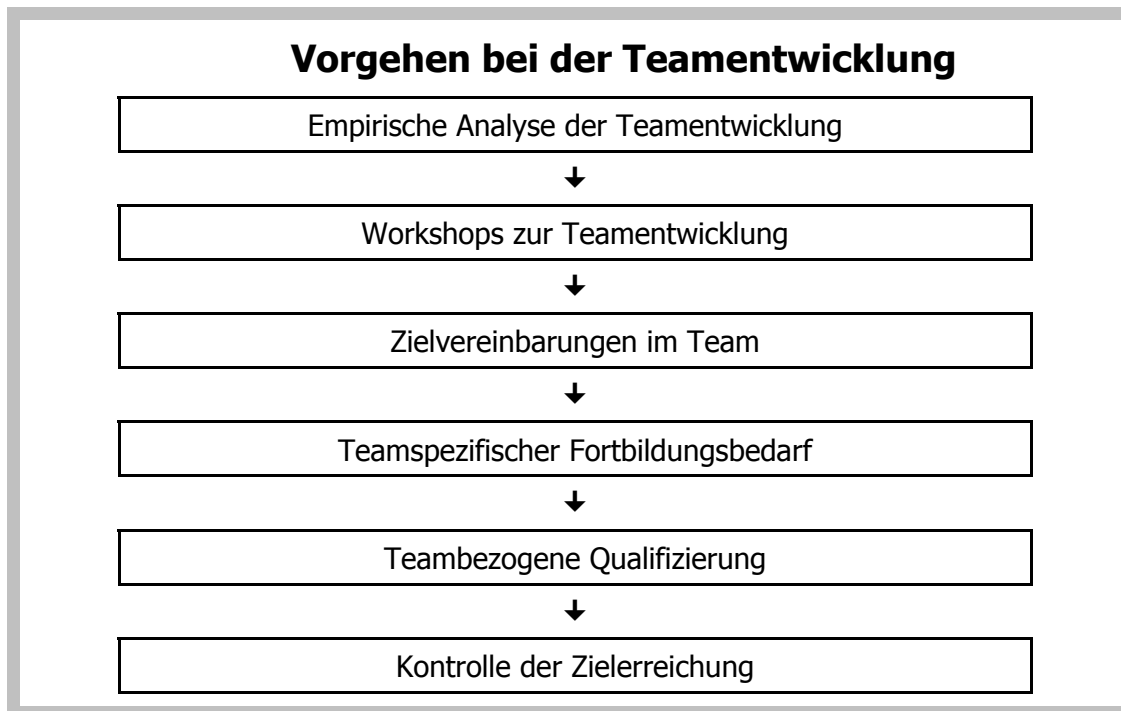 Vorgehen bei der Teamentwicklung
Empirische Analyse der Teamentwicklung
Workshops zur Teamentwicklung
Zielvereinbarungen im Team
Teamspezifischer Fortbildungsbedarf
Teambezogene Qualifizierung
Kontrolle der Zielerreichung